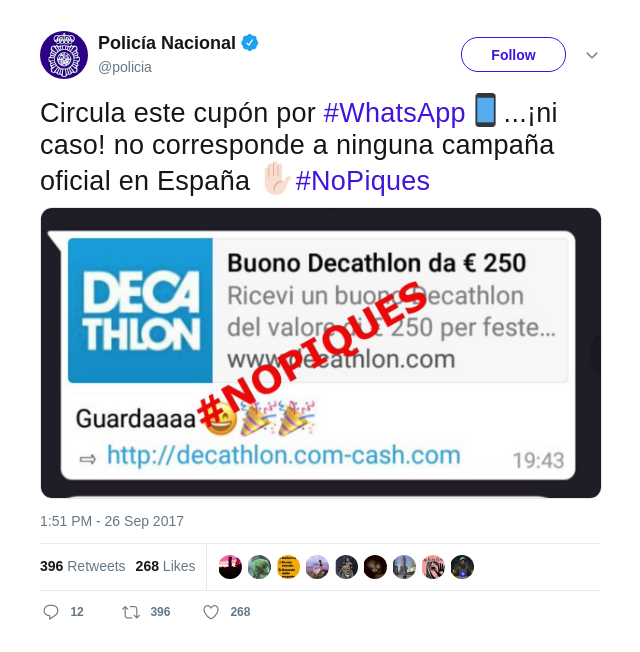 Policía Nacional
@policia
Follow
Circula este cupón por #WhatsApp 📱...¡ni
caso! no corresponde a ninguna campaña
oficial en España ✋🏻#NoPiques
DECA
THLON
Buono Decathlon da € 250
Ricevi un buono Decathlon
del valore di € 250 per feste...
www.decathlon.com
#NOPIQUES
Guardaaaa😄🎉🎉
⇨ http://decathlon.com-cash.com
19:43
1:51 PM - 26 Sep 2017
396 Retweets 268 Likes
12 396 268